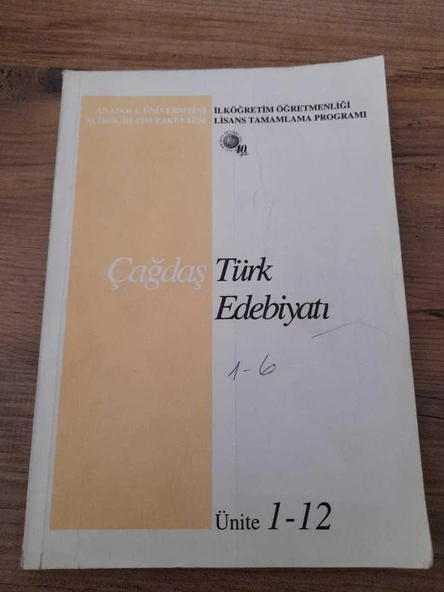 ANADOLU ÜNİVERSİTESİ İLKÖĞRETİM ÖĞRETMENLİĞİ
AÇIKÖĞRETİM FAKÜLTESİ LİSANS TAMAMLAMA PROGRAMI
40
Çağdaş Türk
Edebiyatı
1-6
Ünite 1-12